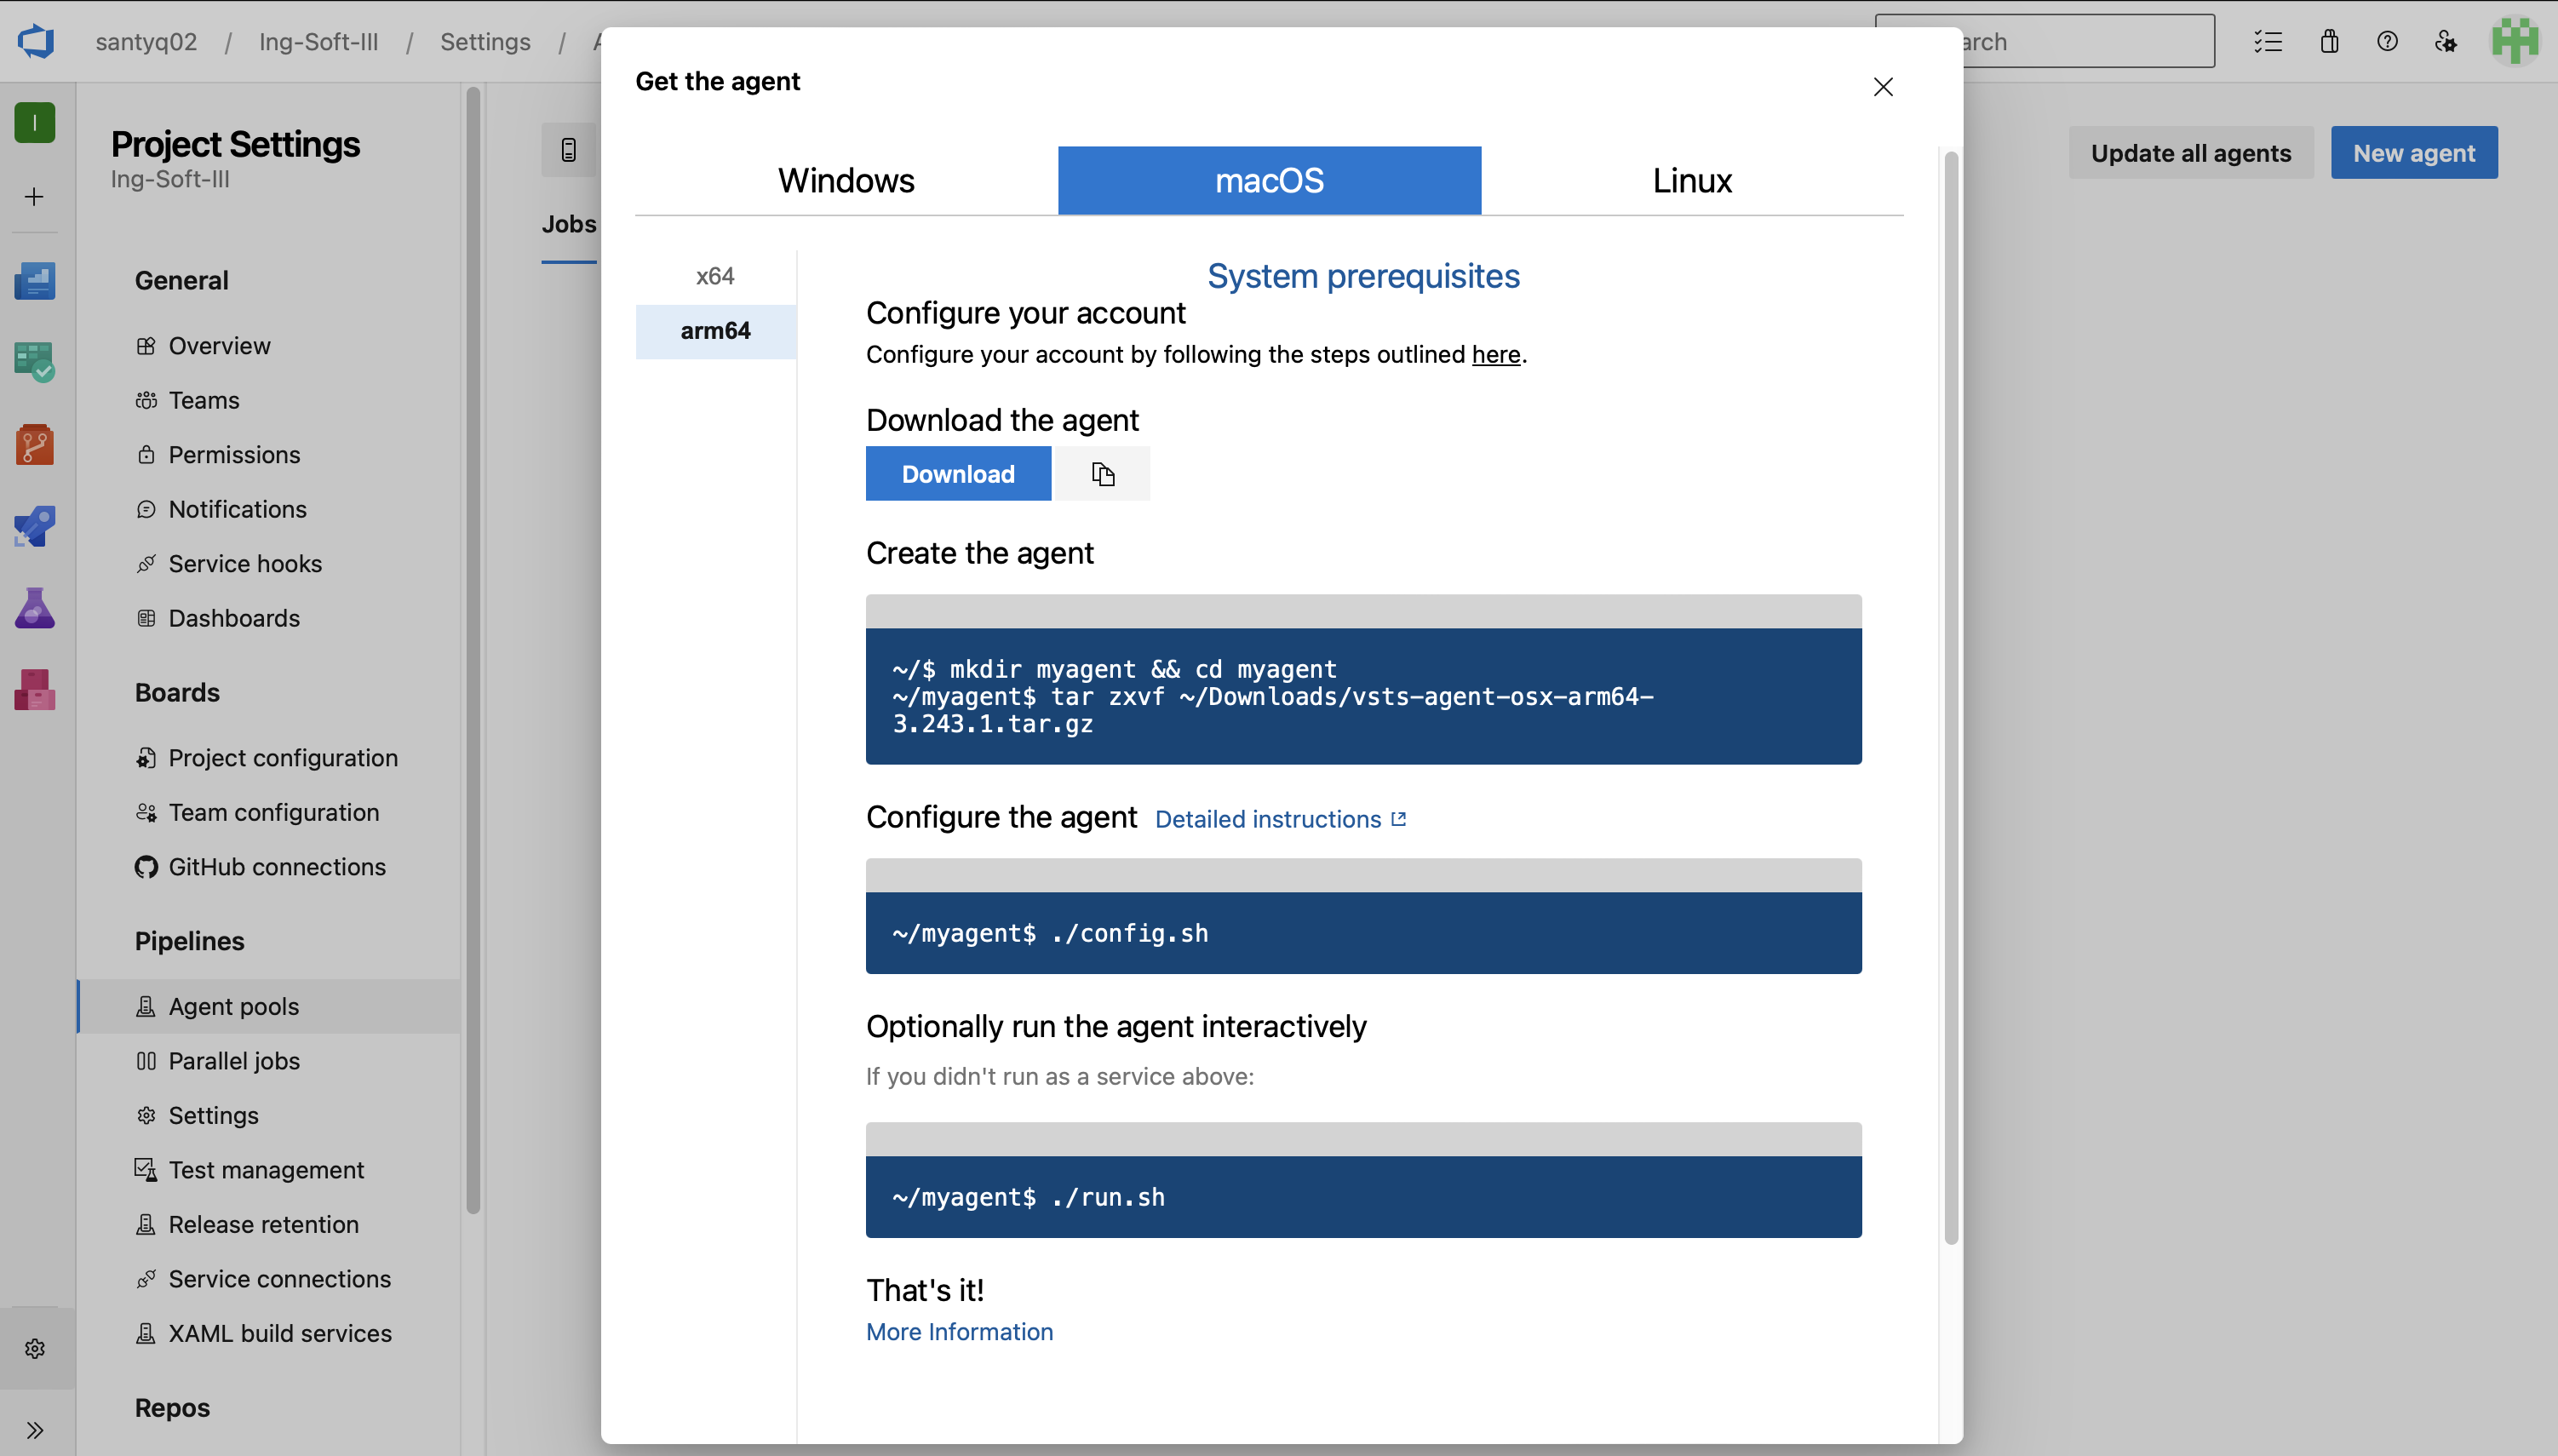 santyq02 / Ing-Soft-III / Settings /
arch
I
Project Settings
Ing-Soft-III
General
Overview
Teams
Permissions
Notifications
Service hooks
Dashboards
Boards
Project configuration
Team configuration
GitHub connections
Pipelines
Agent pools
Parallel jobs
Settings
Test management
Release retention
Service connections
XAML build services
Repos
Jobs
Update all agents
New agent
Get the agent
Windows
macOS
Linux
x64
arm64
System prerequisites
Configure your account
Configure your account by following the steps outlined here.
Download the agent
Download
Create the agent
~/$ mkdir myagent && cd myagent
~/myagent$ tar zxvf ~/Downloads/vsts-agent-osx-arm64-
3.243.1.tar.gz
Configure the agent Detailed instructions
~/myagent$ ./config.sh
Optionally run the agent interactively
If you didn't run as a service above:
~/myagent$ ./run.sh
That's it!
More Information